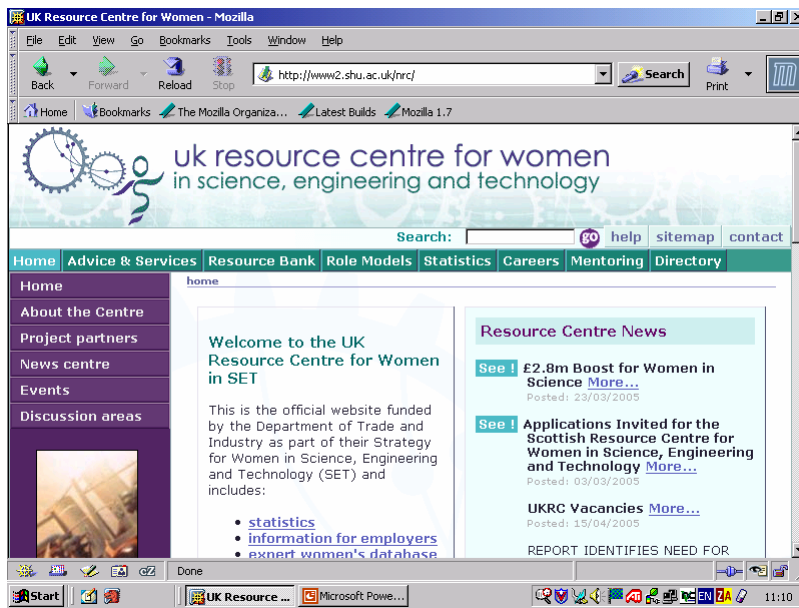 UK Resource Centre for Women - Mozilla
File Edit View Go Bookmarks Tools Window Help
Back Forward Reload Stop http://www2.shu.ac.uk/nrc/ Search Print
Home Bookmarks The Mozilla Organiza... Latest Builds Mozilla 1.7
uk resource centre for women
in science, engineering and technology
Search: go help sitemap contact
Home Advice & Services Resource Bank Role Models Statistics Careers Mentoring Directory
Home
About the Centre
Project partners
News centre
Events
Discussion areas
home
Welcome to the UK
Resource Centre for Women
in SET
This is the official website funded
by the Department of Trade and
Industry as part of their Strategy
for Women in Science, Engineering
and Technology (SET) and
includes:
statistics
information for employers
expert women's database
Resource Centre News
See ! £2.8m Boost for Women in
Science More...
Posted: 23/03/2005
See ! Applications Invited for the
Scottish Resource Centre for
Women in Science, Engineering
and Technology More...
Posted: 03/03/2005
UKRC Vacancies More...
Posted: 15/04/2005
REPORT IDENTIFIES NEED FOR
Done
Start UK Resource ... Microsoft Powe... EN 11:10